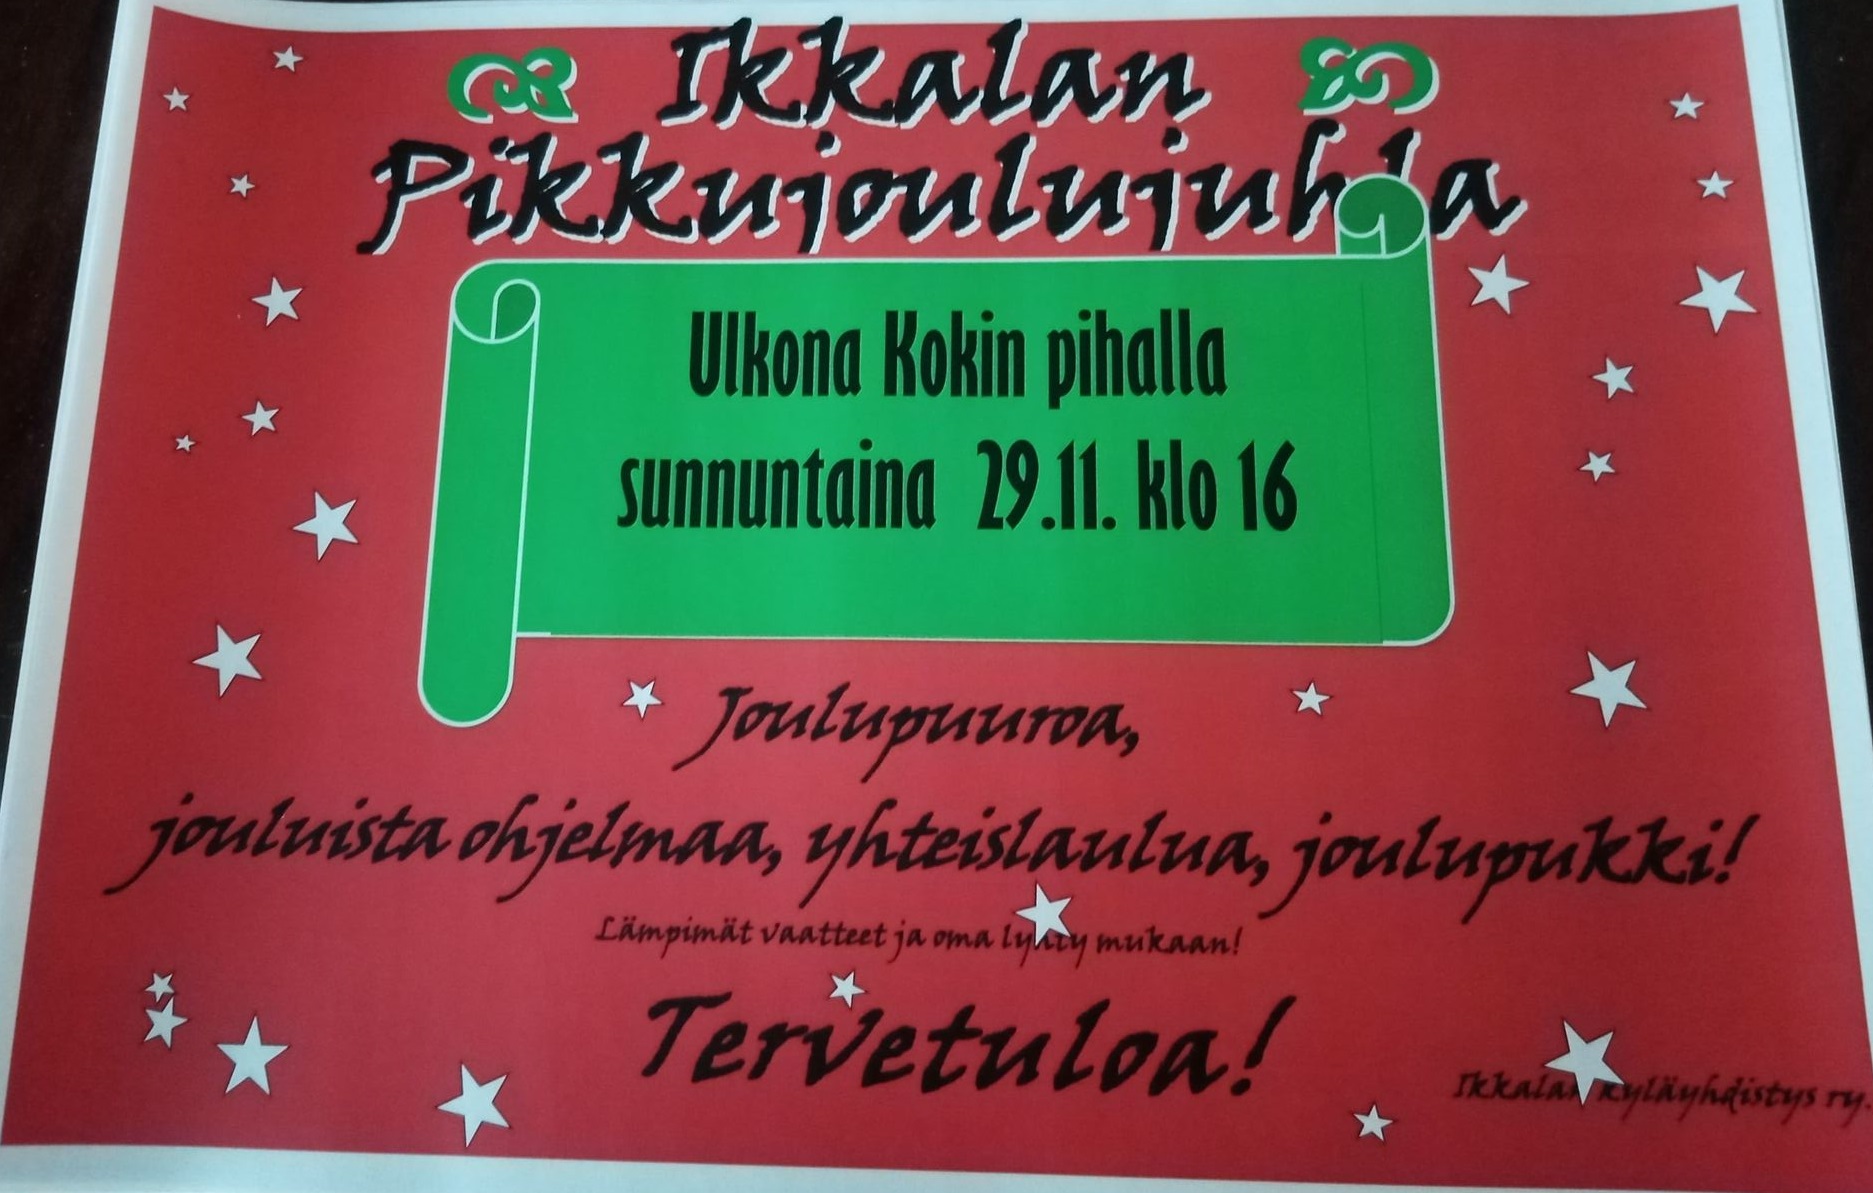 Ikkalan
Pikkujoulujuhla
Ulkona Kokin pihalla
sunnuntaina 29.11. klo 16
Joulupuuroa,
jouluista ohjelmaa, yhteislaulua, joulupukki!
Lämpimät vaatteet ja oma lyhty mukaan!
Tervetuloa!
Ikkalan kyläyhdistys ry.